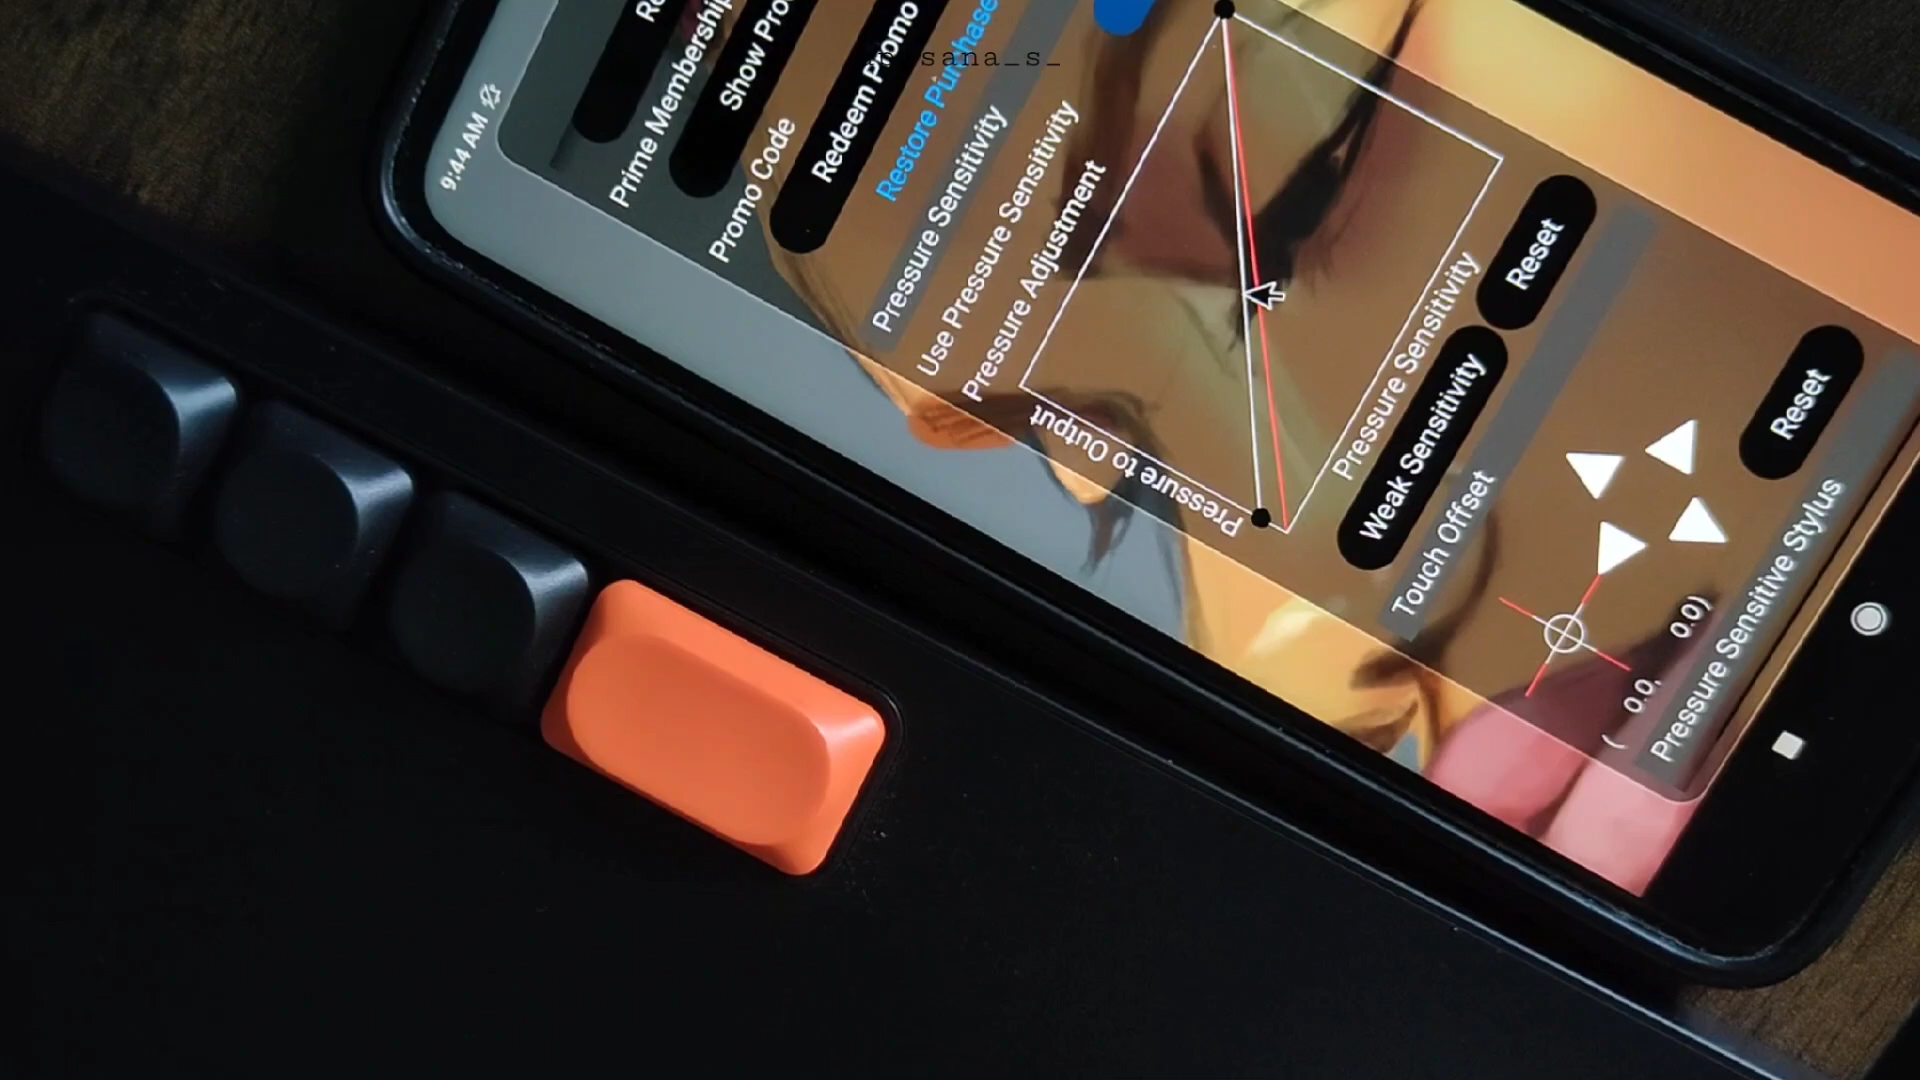 9:44 AM
Prime Membership
Show Pro
Promo Code
Redeem Promo
Restore Purchase
Pressure Sensitivity
Use Pressure Sensitivity
Pressure Adjustment
Pressure to Output
Pressure Sensitivity
Weak Sensitivity
Reset
Touch Offset
( 0.0, 0.0)
Reset
Pressure Sensitive Stylus
sana_s_